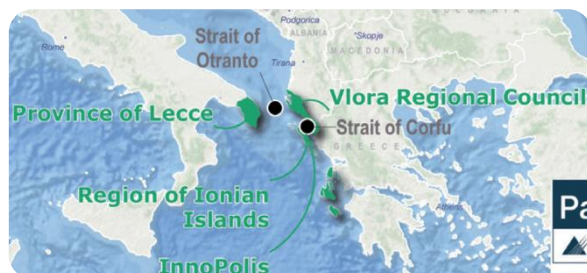 Rome
Podgorica
Skopje
MACEDONIA
Tirana
Strait of
Otranto
Province of Lecce
Vlora Regional Council
Strait of Corfu
GREECE
Region of Ionian
Islands
Athens
InnoPolis
Pa